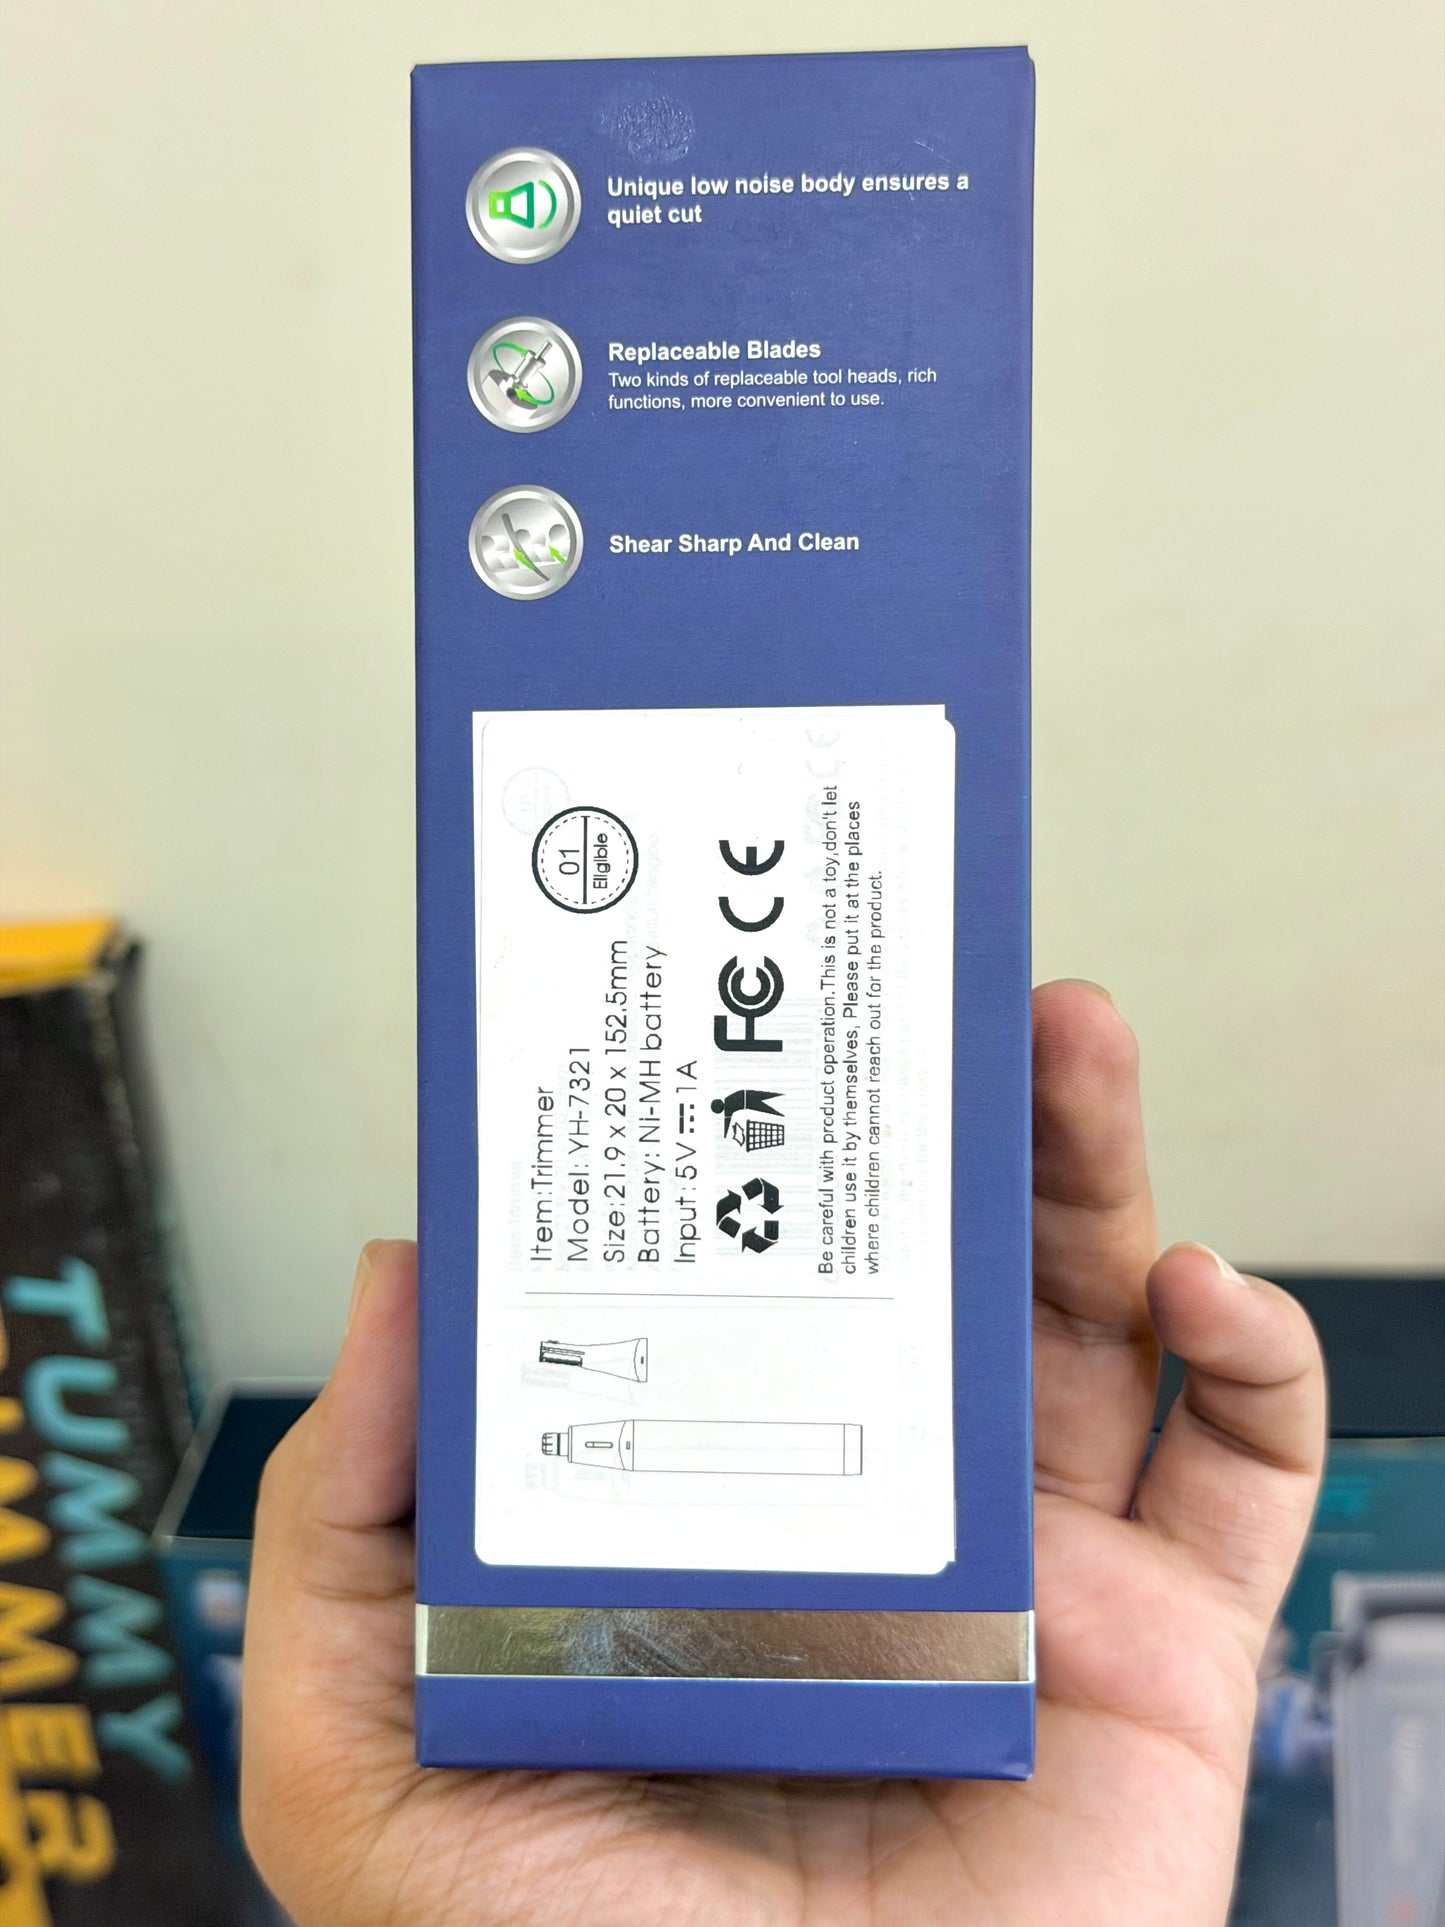 Unique low noise body ensures a
quiet cut
Replaceable Blades
Two kinds of replaceable tool heads, rich
functions, more convenient to use.
Shear Sharp And Clean
01
Eligible
Item:Trimmer
Model: YH-7321
Size:21.9 x 20 x 152.5mm
Battery: Ni-MH battery
Input: 5V⎓1A
FC CE
Be careful with product operation.This is not a toy,don't let
children use it by themselves, Please put it at the places
where children cannot reach out for the product.
TUMMY
TRIMMER